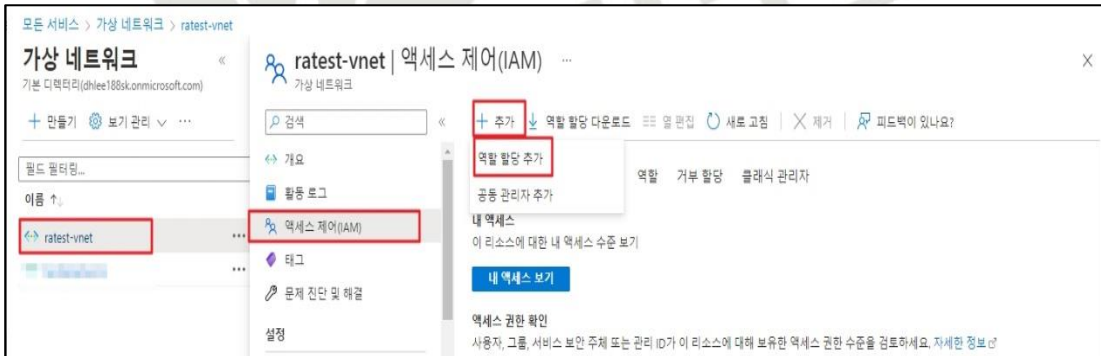 모든 서비스 > 가상 네트워크 > ratest-vnet
가상 네트워크
기본 디렉터리(dhlee188sk.onmicrosoft.com)
만들기 보기 관리
필드 필터링...
이름 ↑↓
ratest-vnet
ratest-vnet | 액세스 제어(IAM) ...
가상 네트워크
검색
개요
활동 로그
액세스 제어(IAM)
태그
문제 진단 및 해결
설정
추가 역할 할당 다운로드 열 편집 새로 고침 제거 피드백이 있나요?
역할 할당 추가
공동 관리자 추가
역할 거부 할당 클래식 관리자
내 액세스
이 리소스에 대한 내 액세스 수준 보기
내 액세스 보기
액세스 권한 확인
사용자, 그룹, 서비스 보안 주체 또는 관리 ID가 이 리소스에 대해 보유한 액세스 권한 수준을 검토하세요. 자세한 정보